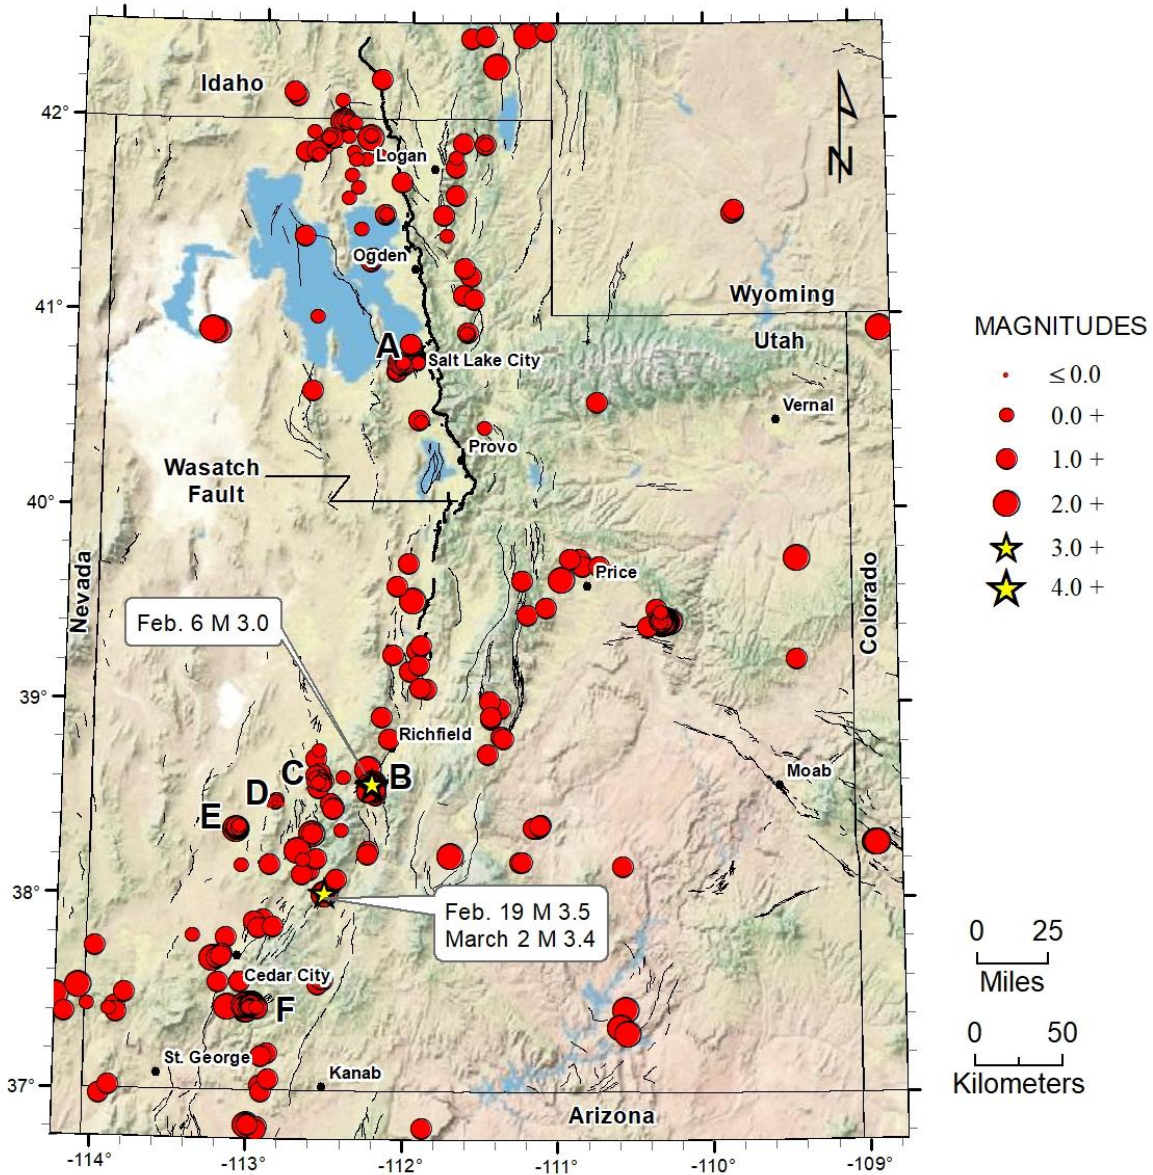 Idaho
42°
Logan
N
Ogden
Wyoming
41°
Utah
A
Salt Lake City
Vernal
Provo
Wasatch
Fault
40°
Price
Nevada
Colorado
Feb. 6 M 3.0
39°
Richfield
C
B
Moab
D
E
38°
Feb. 19 M 3.5
March 2 M 3.4
Cedar City
F
St. George
Kanab
37°
Arizona
-114° -113° -112° -111° -110° -109°
MAGNITUDES
≤ 0.0
0.0 +
1.0 +
2.0 +
3.0 +
4.0 +
0 25
Miles
0 50
Kilometers